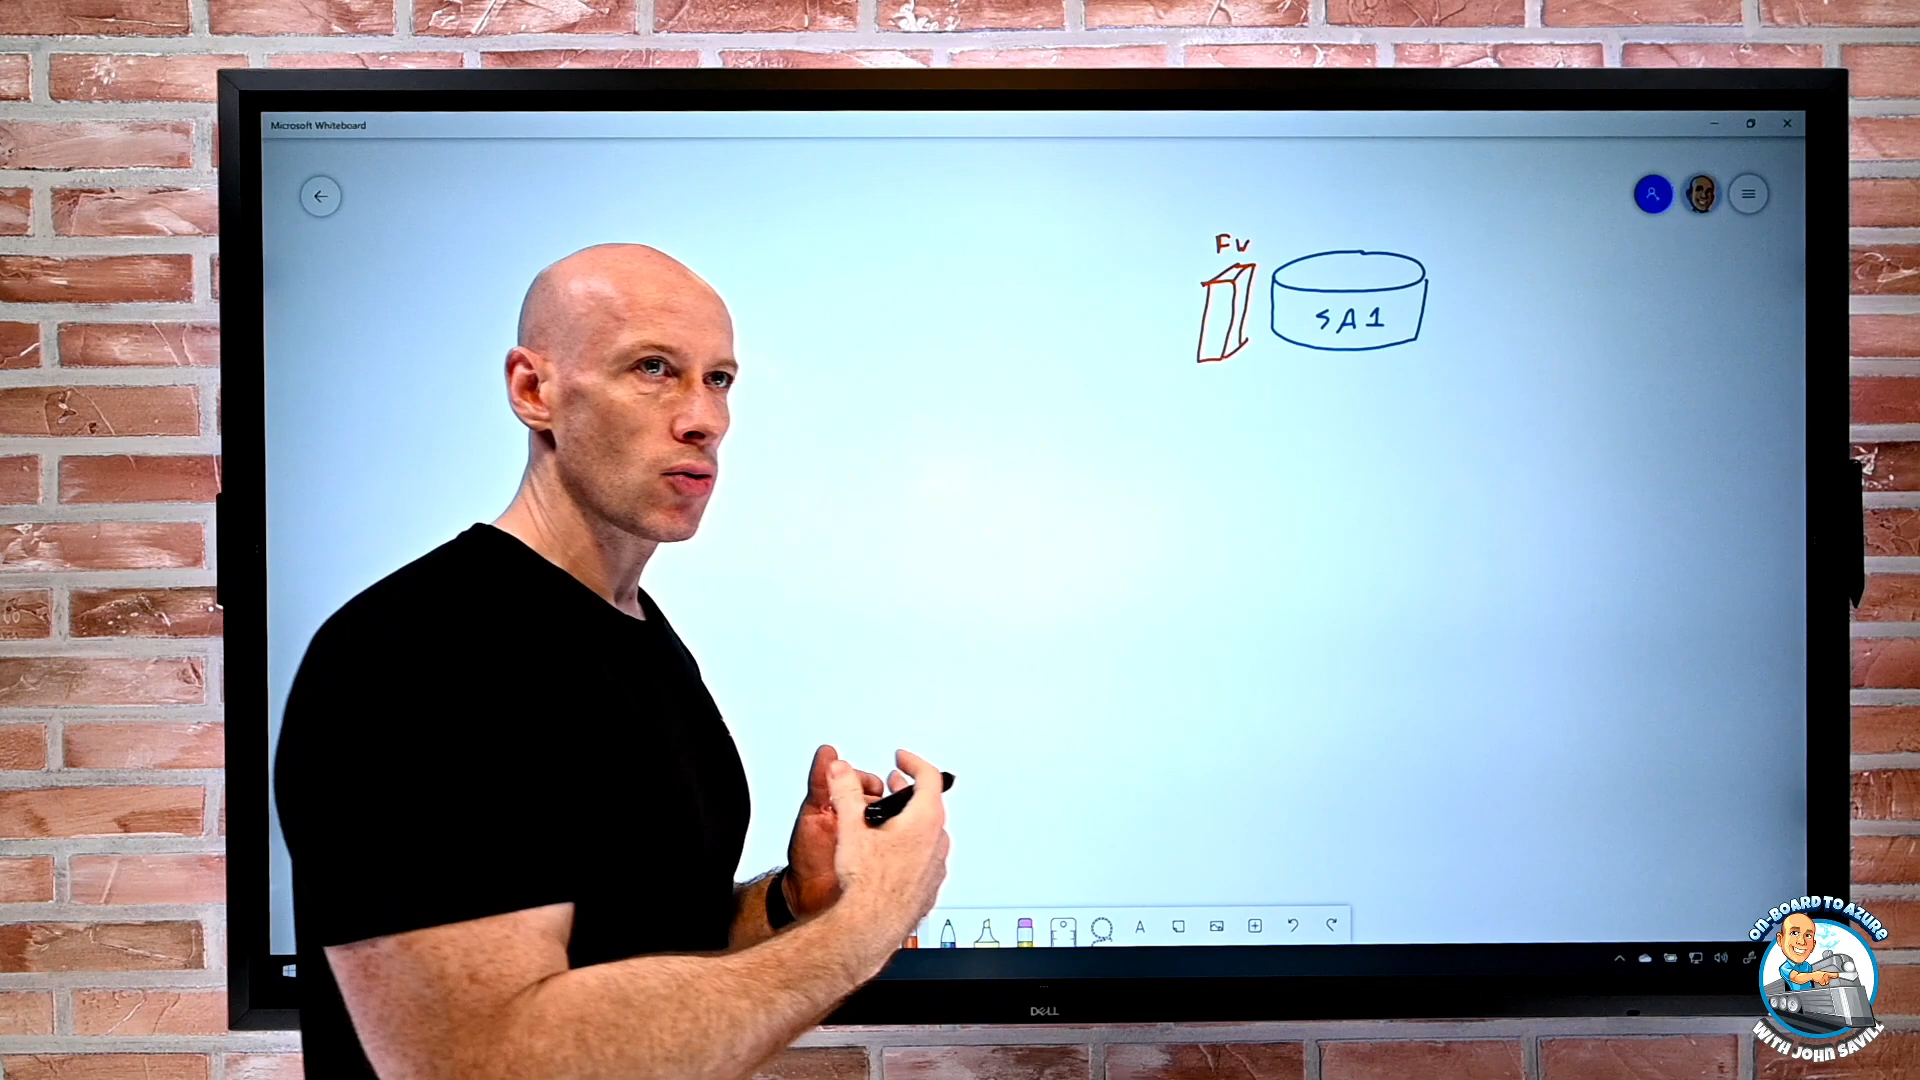 Microsoft Whiteboard
FW
SA1
A
DELL
ON-BOARD TO AZURE
WITH JOHN SAVILL